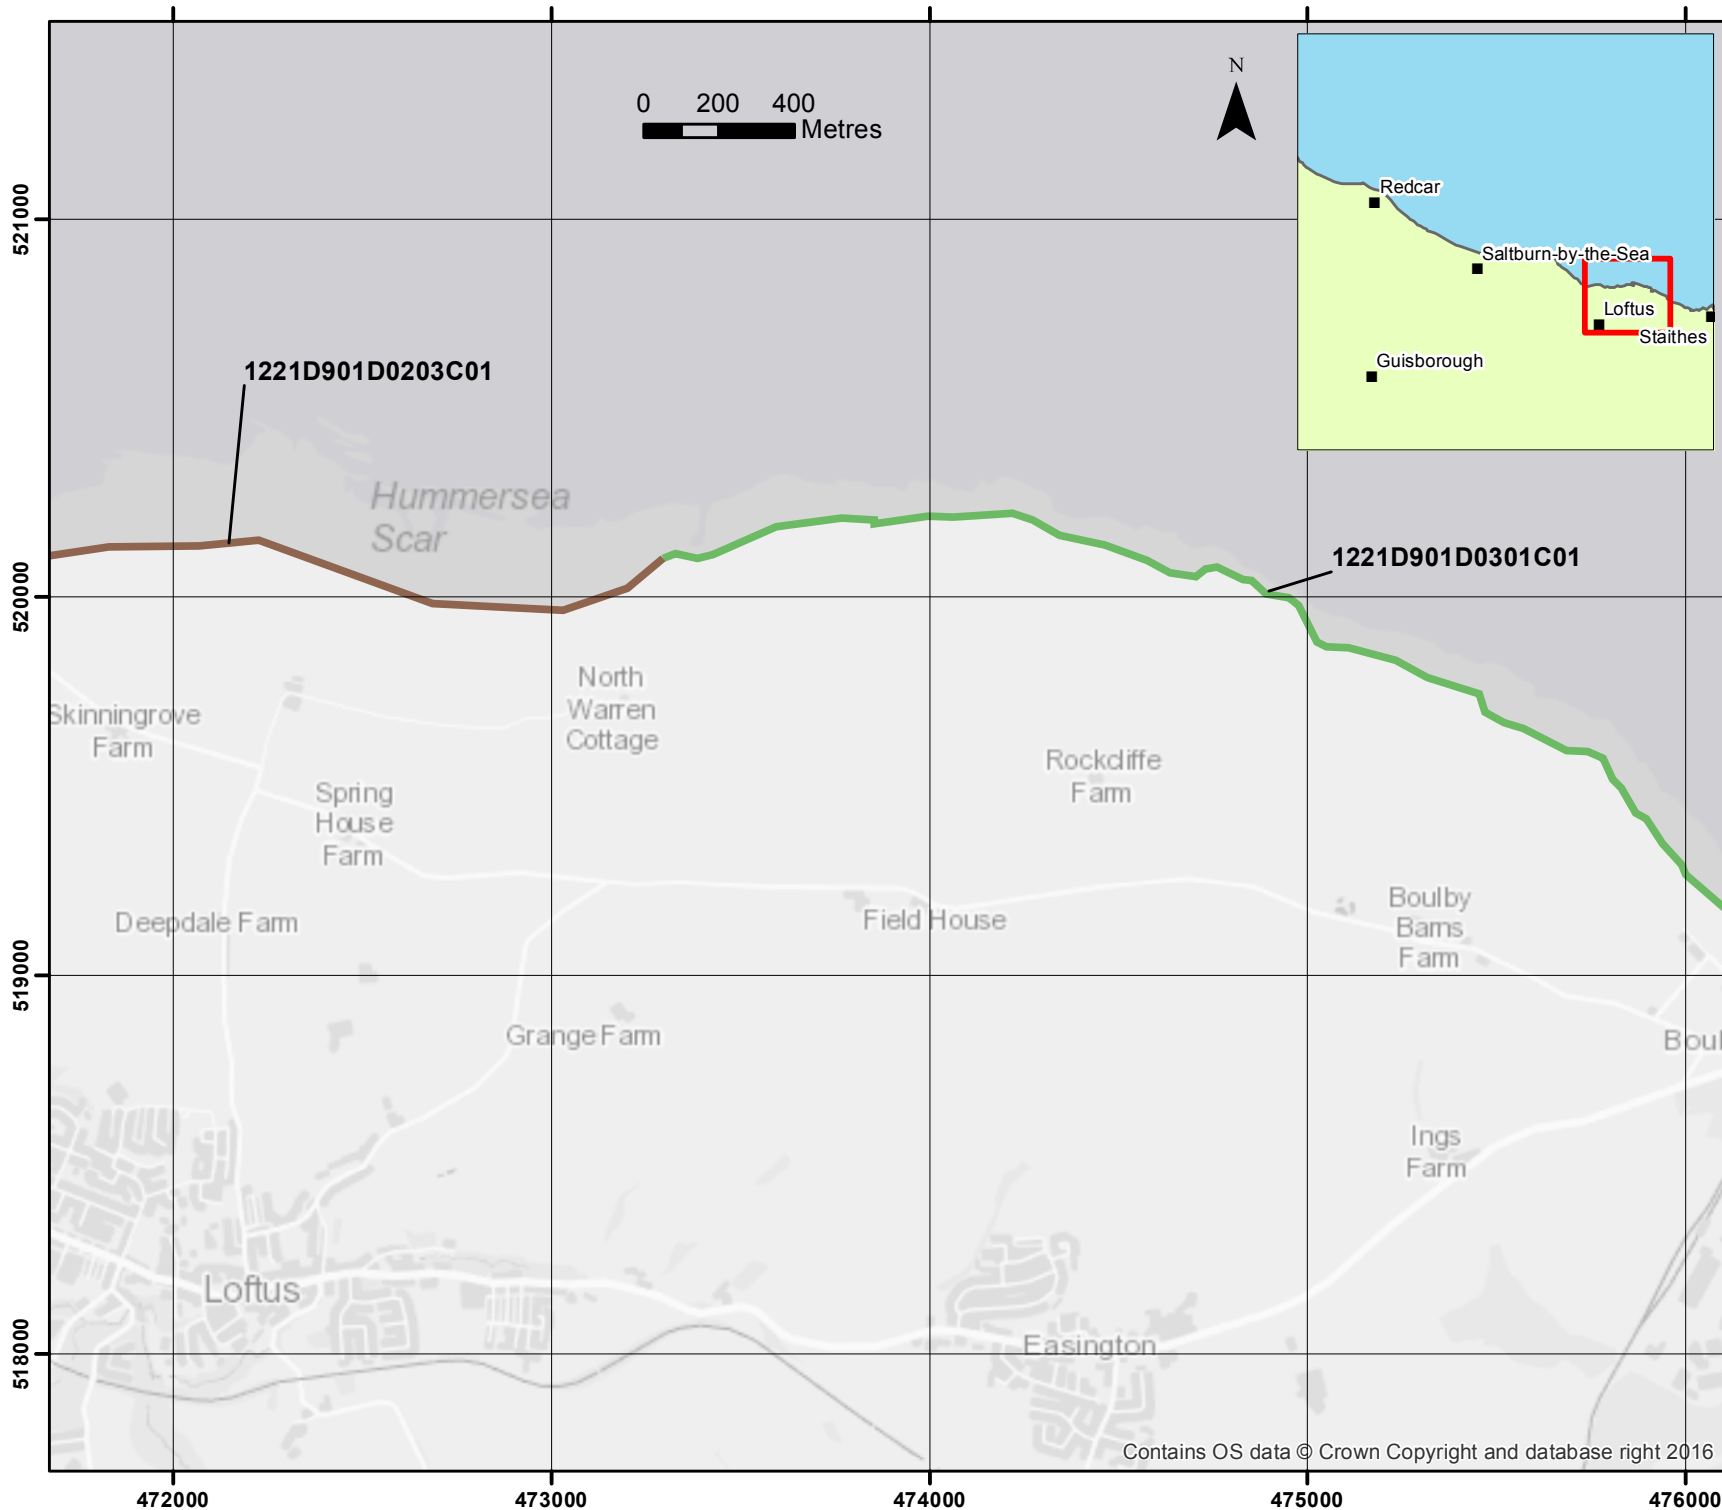 N
0 200 400
Metres
Redcar
Saltburn-by-the-Sea
Loftus
Staithes
Guisborough
521000
1221D901D0203C01
Hummersea
Scar
1221D901D0301C01
520000
North
Warren
Cottage
Skinningrove
Farm
Rockcliffe
Farm
Spring
House
Farm
Boulby
Barns
Farm
Deepdale Farm
Field House
519000
Grange Farm
Boul
Ings
Farm
Loftus
Easington
518000
Contains OS data © Crown Copyright and database right 2016
472000 473000 474000 475000 476000